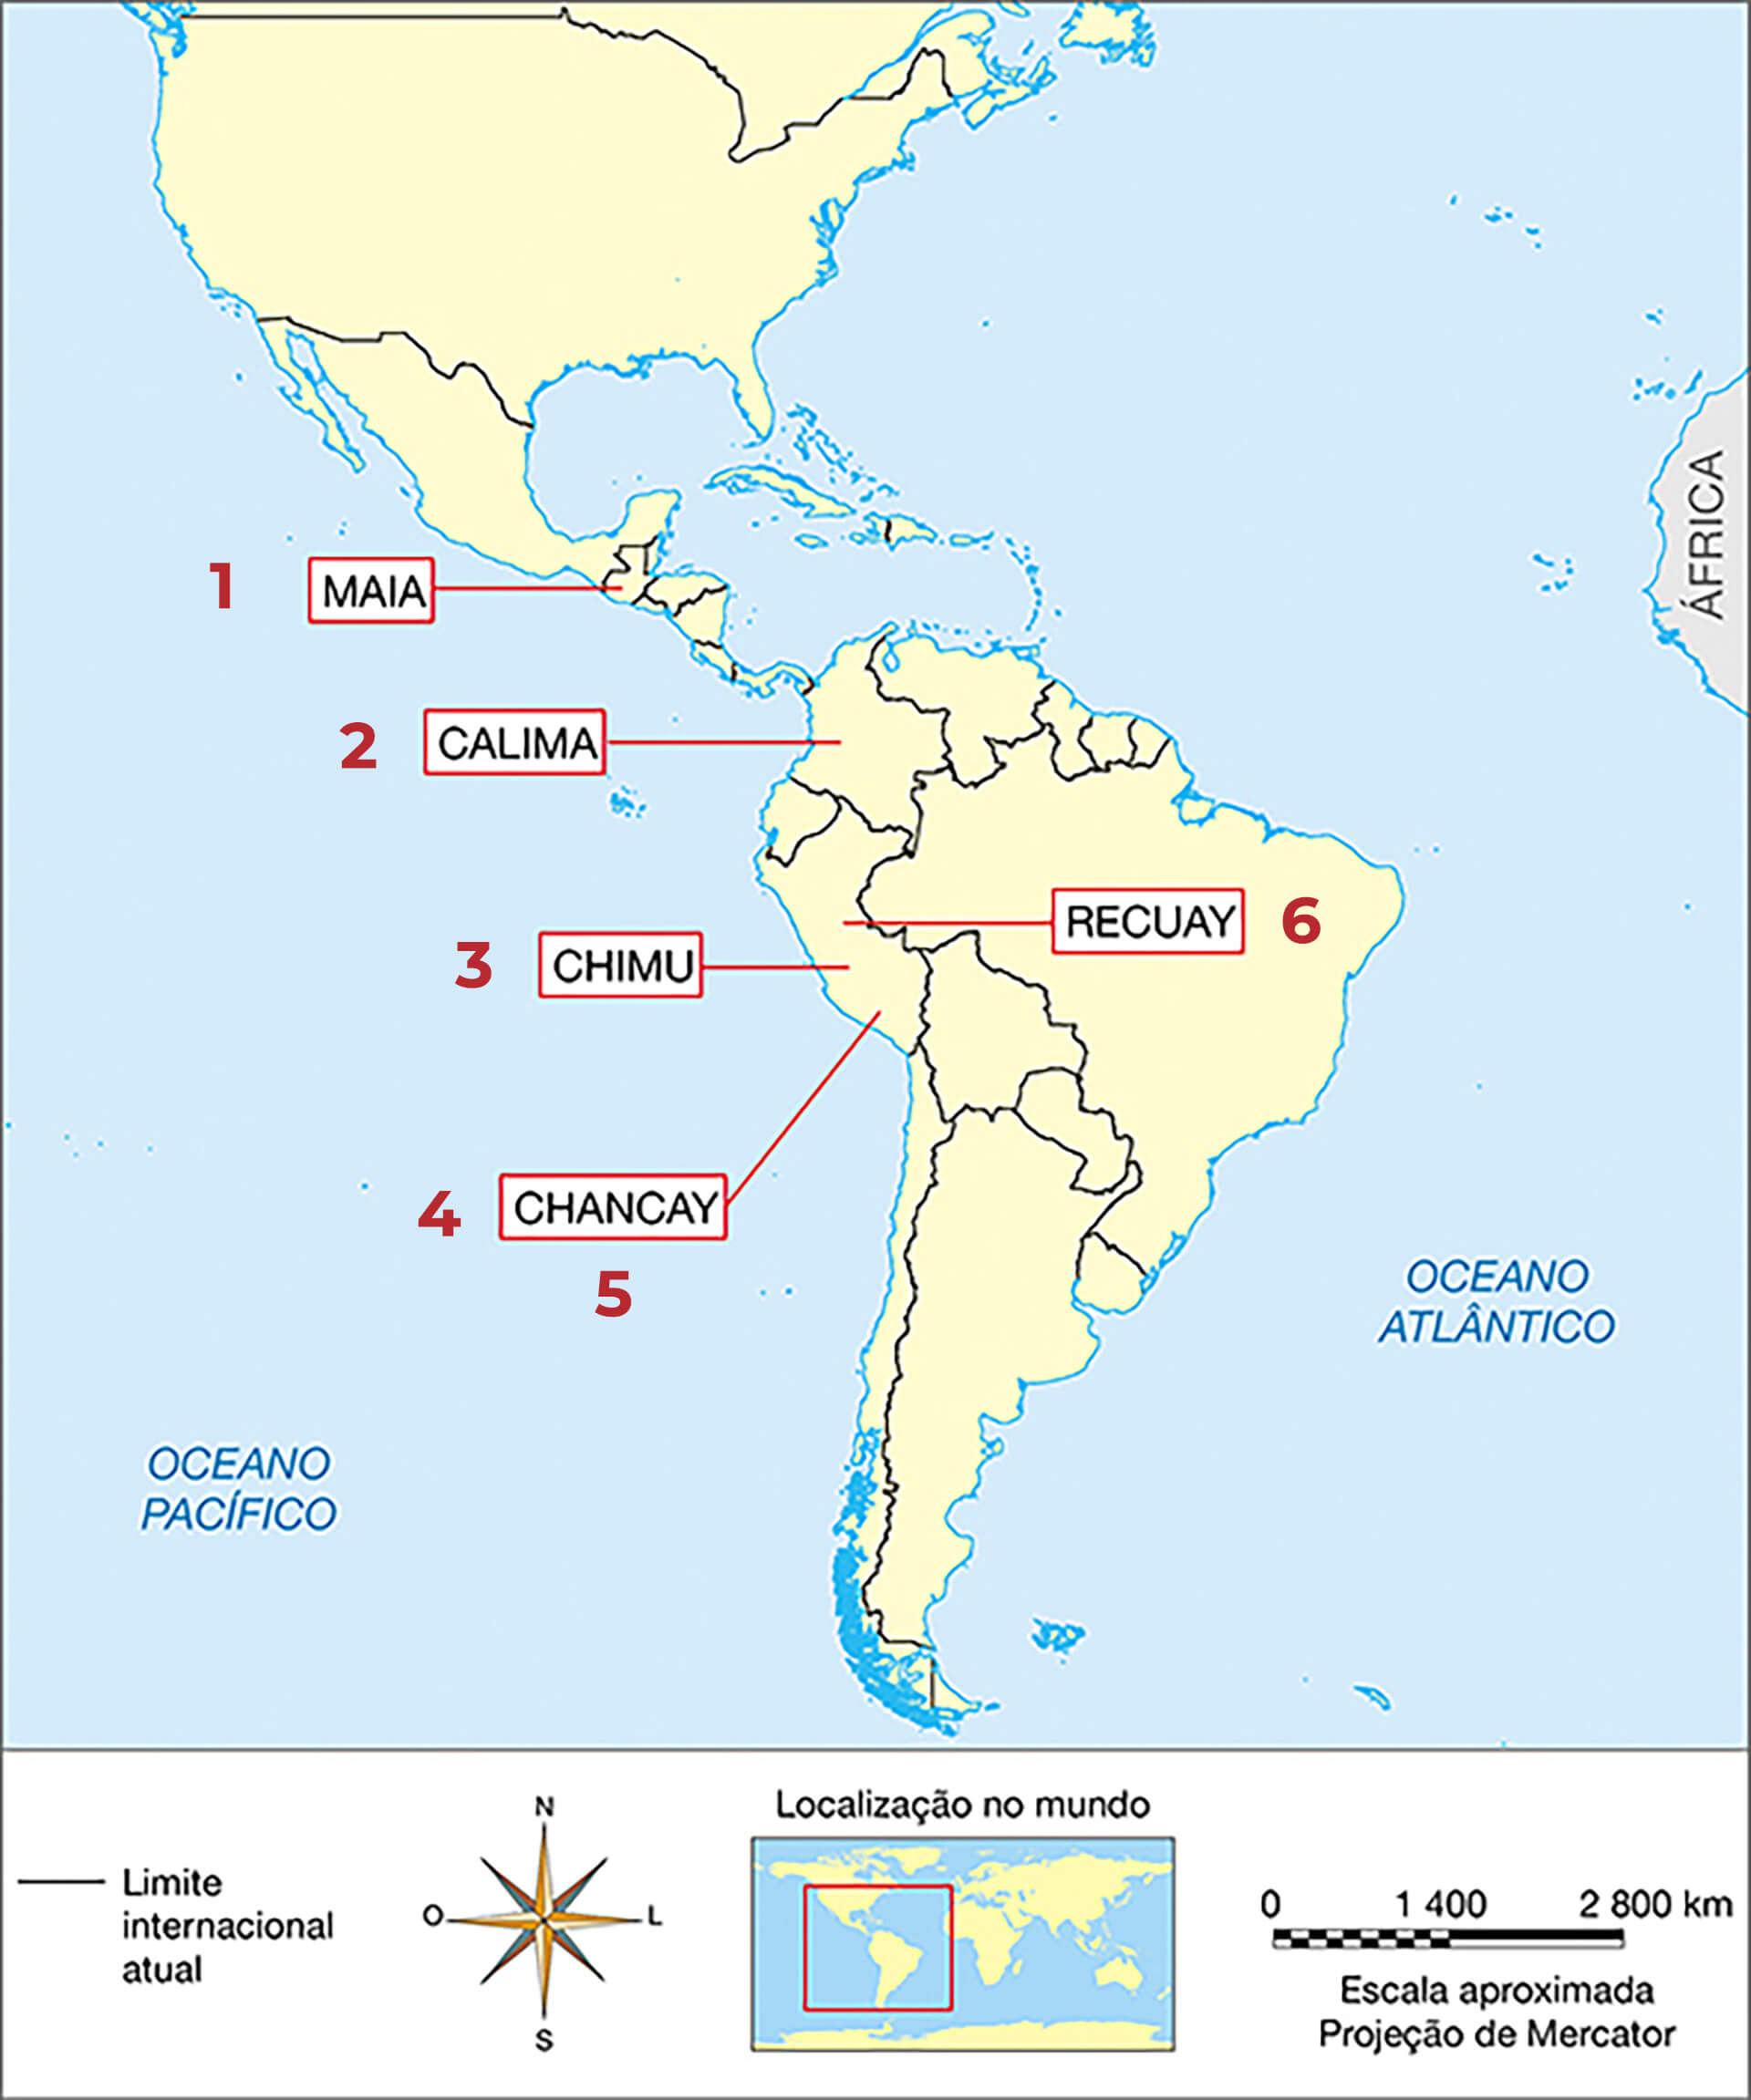 ÁFRICA
1 MAIA
2 CALIMA
RECUAY 6
3 CHIMU
4 CHANCAY
5
OCEANO
ATLÂNTICO
OCEANO
PACÍFICO
Limite
internacional
atual
N
O L
S
Localização no mundo
0 1 400 2 800 km
Escala aproximada
Projeção de Mercator